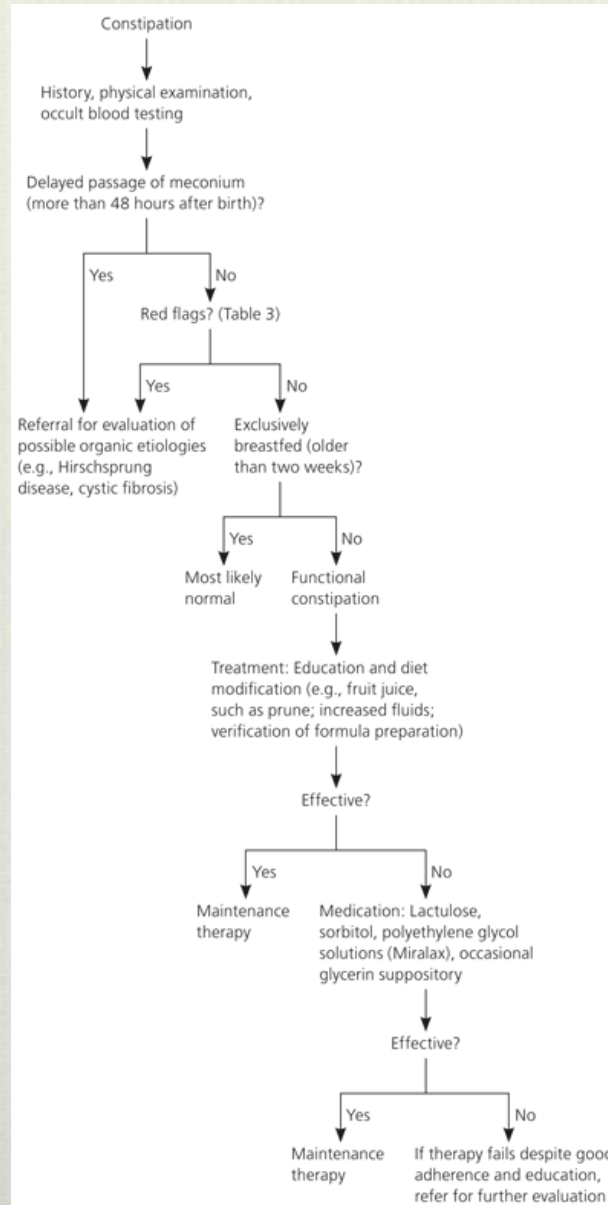 Constipation
History, physical examination,
occult blood testing
Delayed passage of meconium
(more than 48 hours after birth)?
Yes
No
Red flags? (Table 3)
Yes
No
Referral for evaluation of
possible organic etiologies
(e.g., Hirschsprung
disease, cystic fibrosis)
Exclusively
breastfed (older
than two weeks)?
Yes
No
Most likely
normal
Functional
constipation
Treatment: Education and diet
modification (e.g., fruit juice,
such as prune; increased fluids;
verification of formula preparation)
Effective?
Yes
No
Maintenance
therapy
Medication: Lactulose,
sorbitol, polyethylene glycol
solutions (Miralax), occasional
glycerin suppository
Effective?
Yes
No
Maintenance
therapy
If therapy fails despite good
adherence and education,
refer for further evaluation